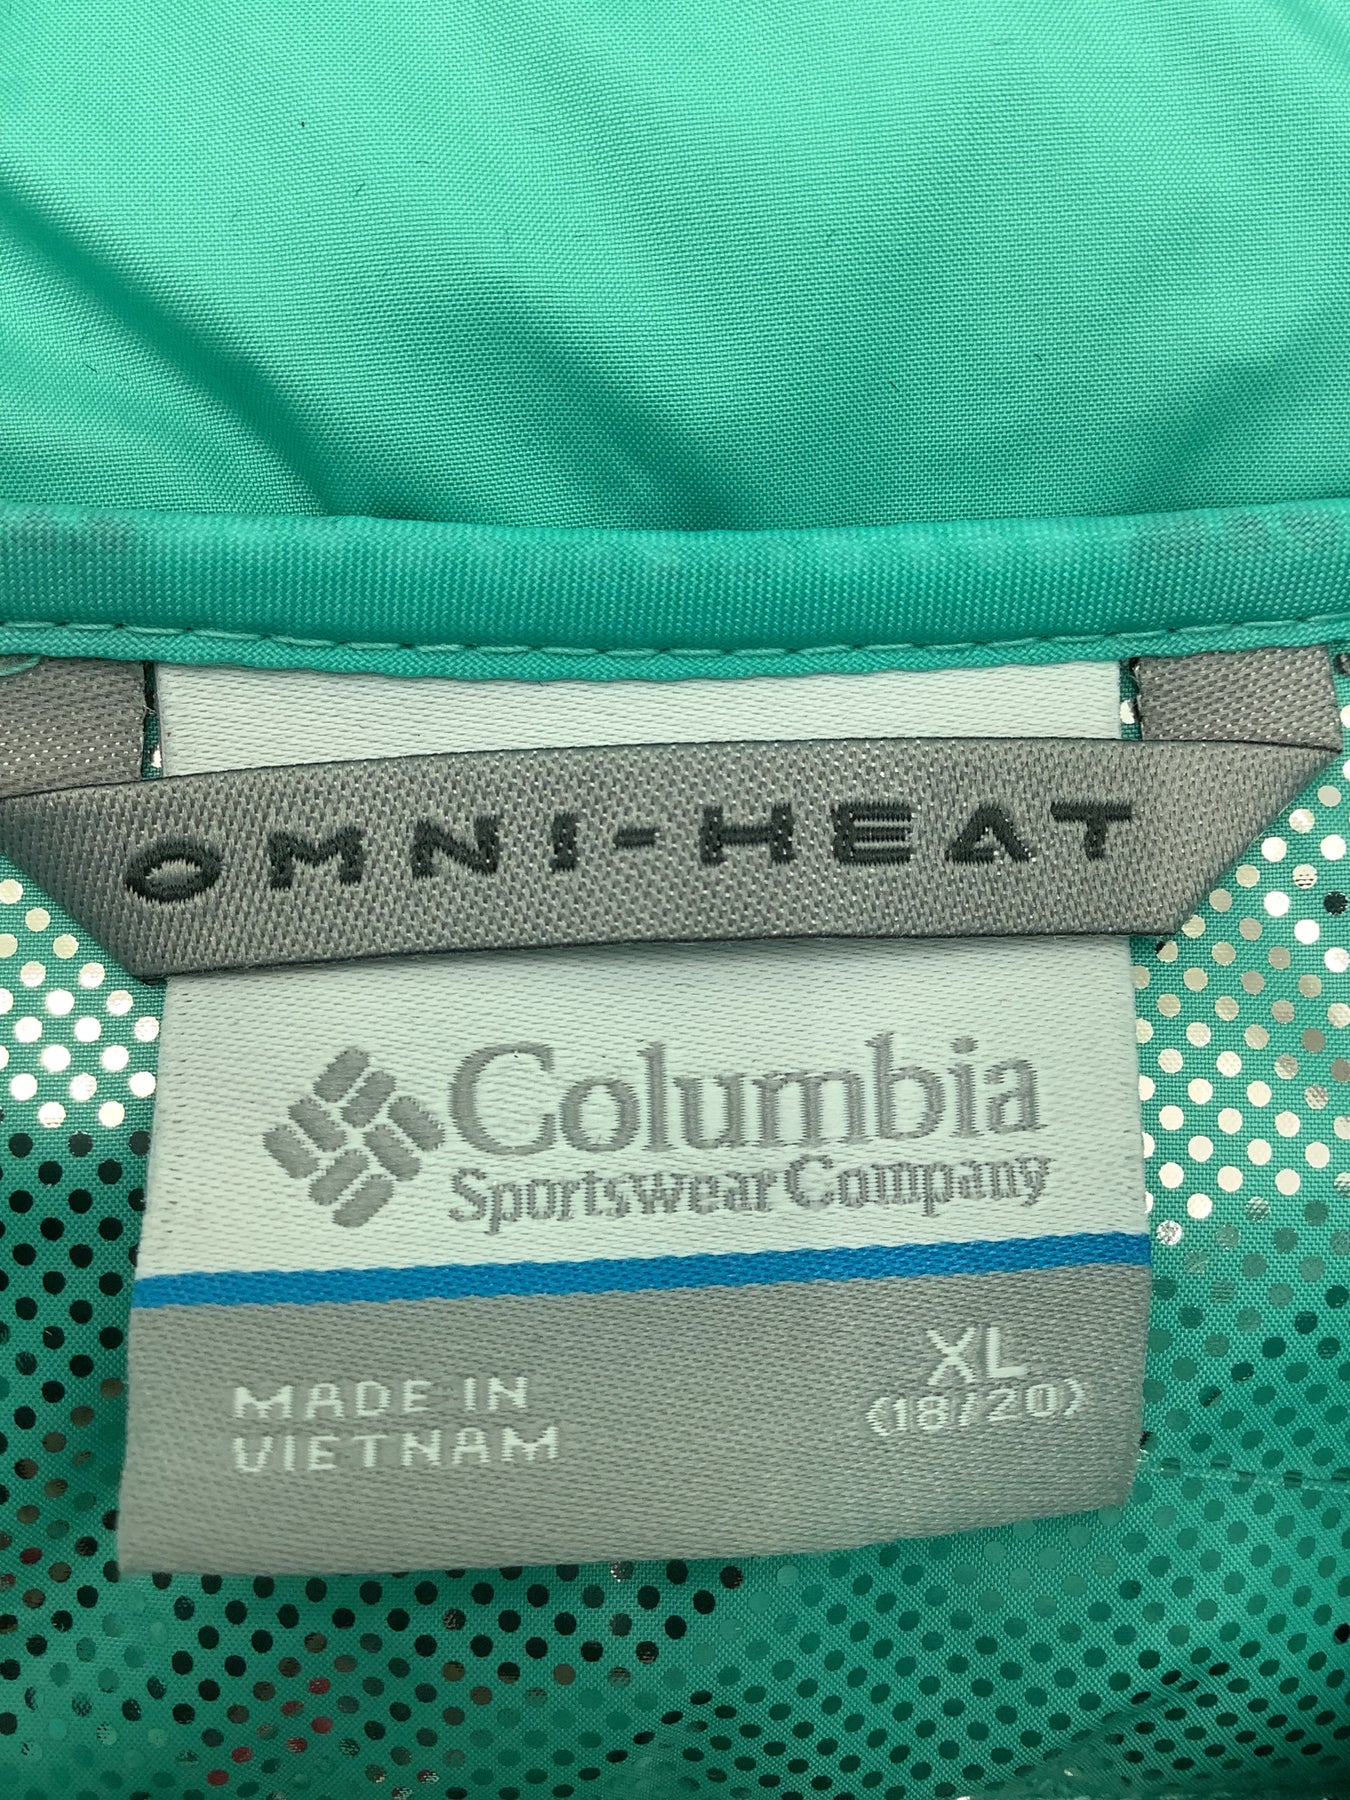 OMNI-HEAT
Columbia
Sportswear Company
MADE IN
VIETNAM
XL
(18/20)